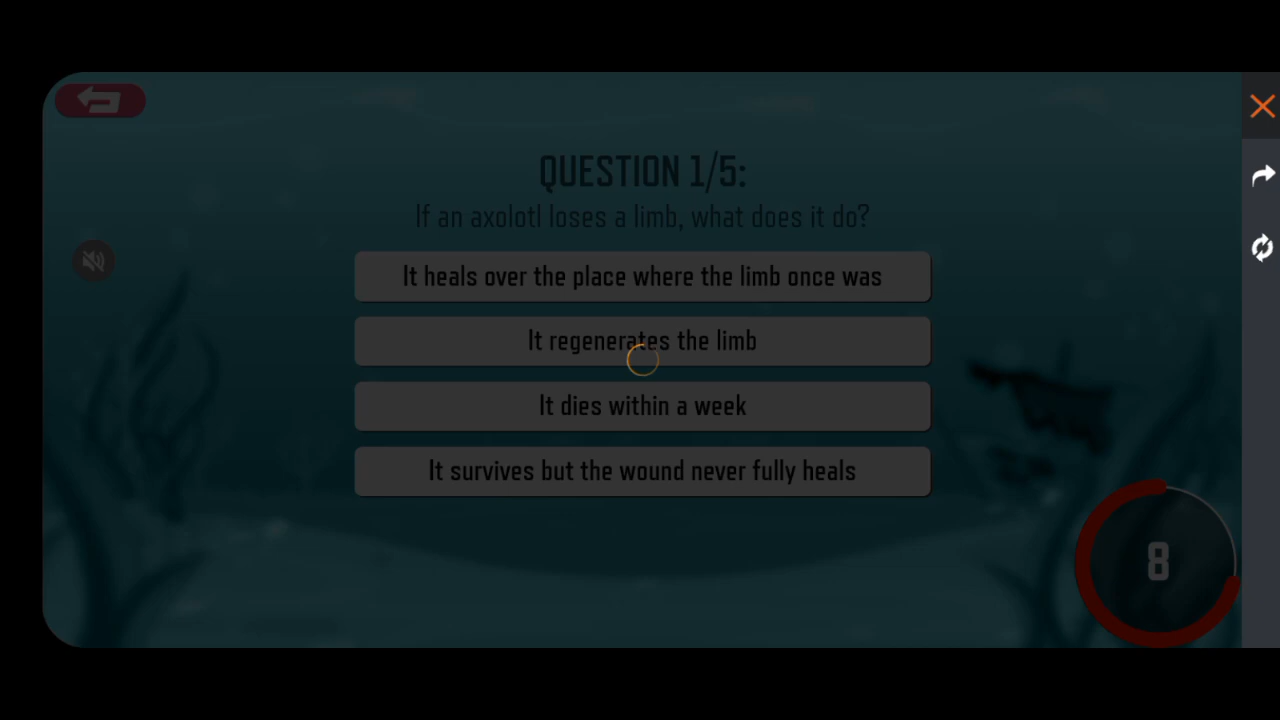 QUESTION 1/5:
If an axolotl loses a limb, what does it do?
It heals over the place where the limb once was
It regenerates the limb
It dies within a week
It survives but the wound never fully heals
8